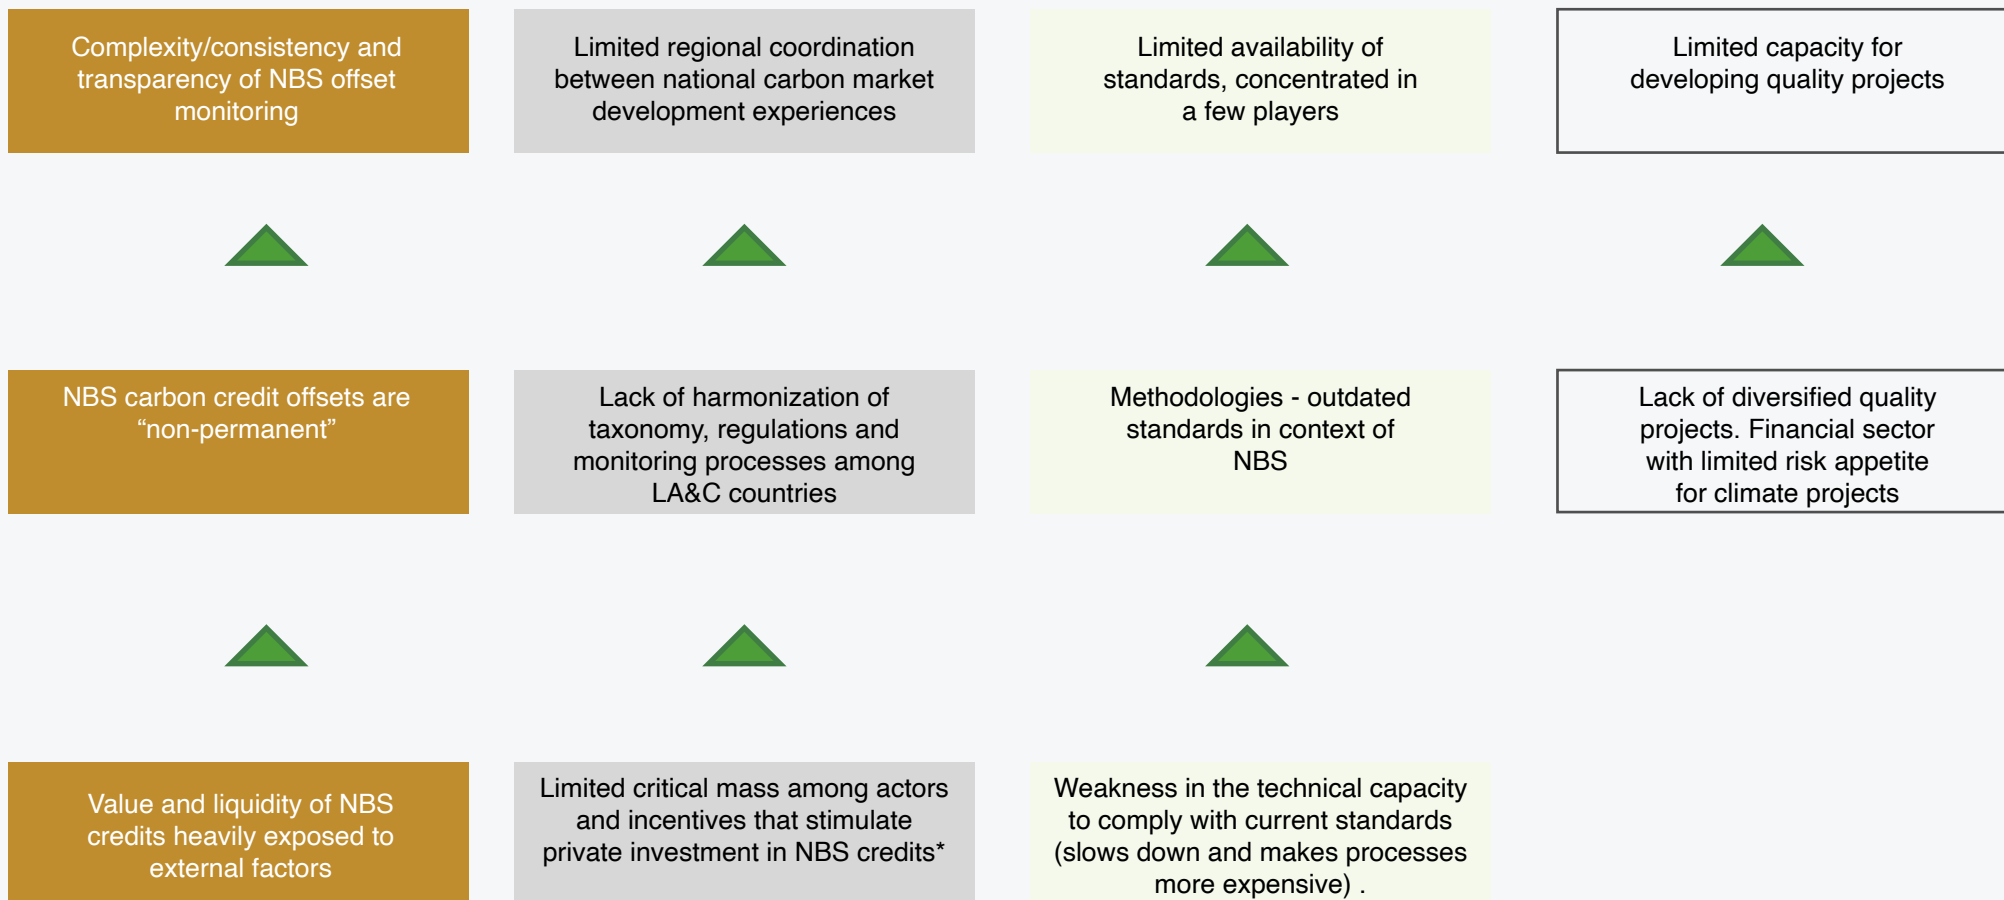 Complexity/consistency and
transparency of NBS offset
monitoring
Limited regional coordination
between national carbon market
development experiences
Limited availability of
standards, concentrated in
a few players
Limited capacity for
developing quality projects
NBS carbon credit offsets are
“non-permanent”
Lack of harmonization of
taxonomy, regulations and
monitoring processes among
LA&C countries
Methodologies - outdated
standards in context of
NBS
Lack of diversified quality
projects. Financial sector
with limited risk appetite
for climate projects
Value and liquidity of NBS
credits heavily exposed to
external factors
Limited critical mass among actors
and incentives that stimulate
private investment in NBS credits*
Weakness in the technical capacity
to comply with current standards
(slows down and makes processes
more expensive) .